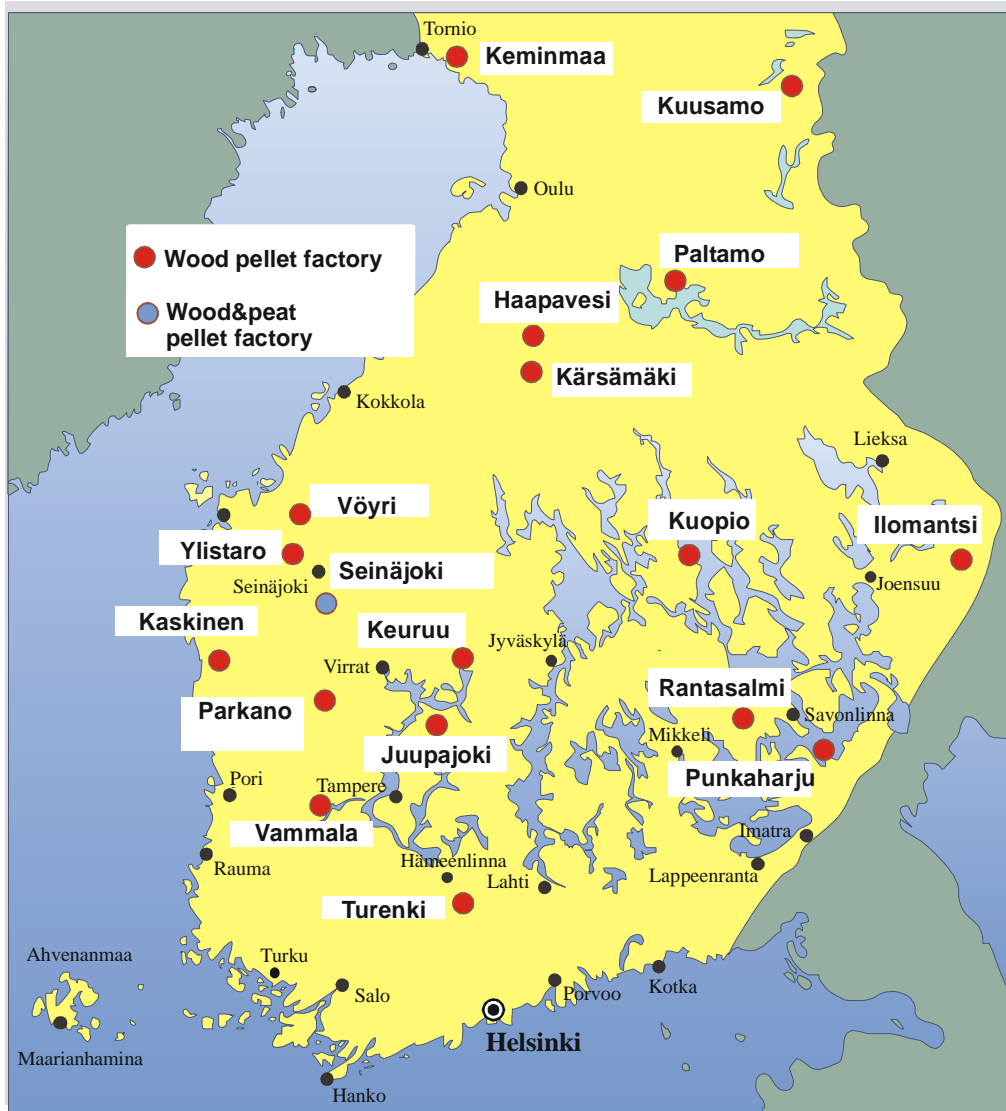 Tornio
Keminmaa
Kuusamo
Oulu
Wood pellet factory
Wood&peat
pellet factory
Paltamo
Haapavesi
Kärsämäki
Kokkola
Lieksa
Vöyri
Kuopio
Ilomantsi
Ylistaro
Seinäjoki
Seinäjoki
Joensuu
Kaskinen
Keuruu
Jyväskylä
Virrat
Rantasalmi
Parkano
Savonlinna
Mikkeli
Juupajoki
Punkaharju
Pori
Tampere
Vammala
Imatra
Rauma
Hämeenlinna
Lahti
Lappeenranta
Turenki
Ahvenanmaa
Turku
Salo
Porvoo
Kotka
Helsinki
Maarianhamina
Hanko